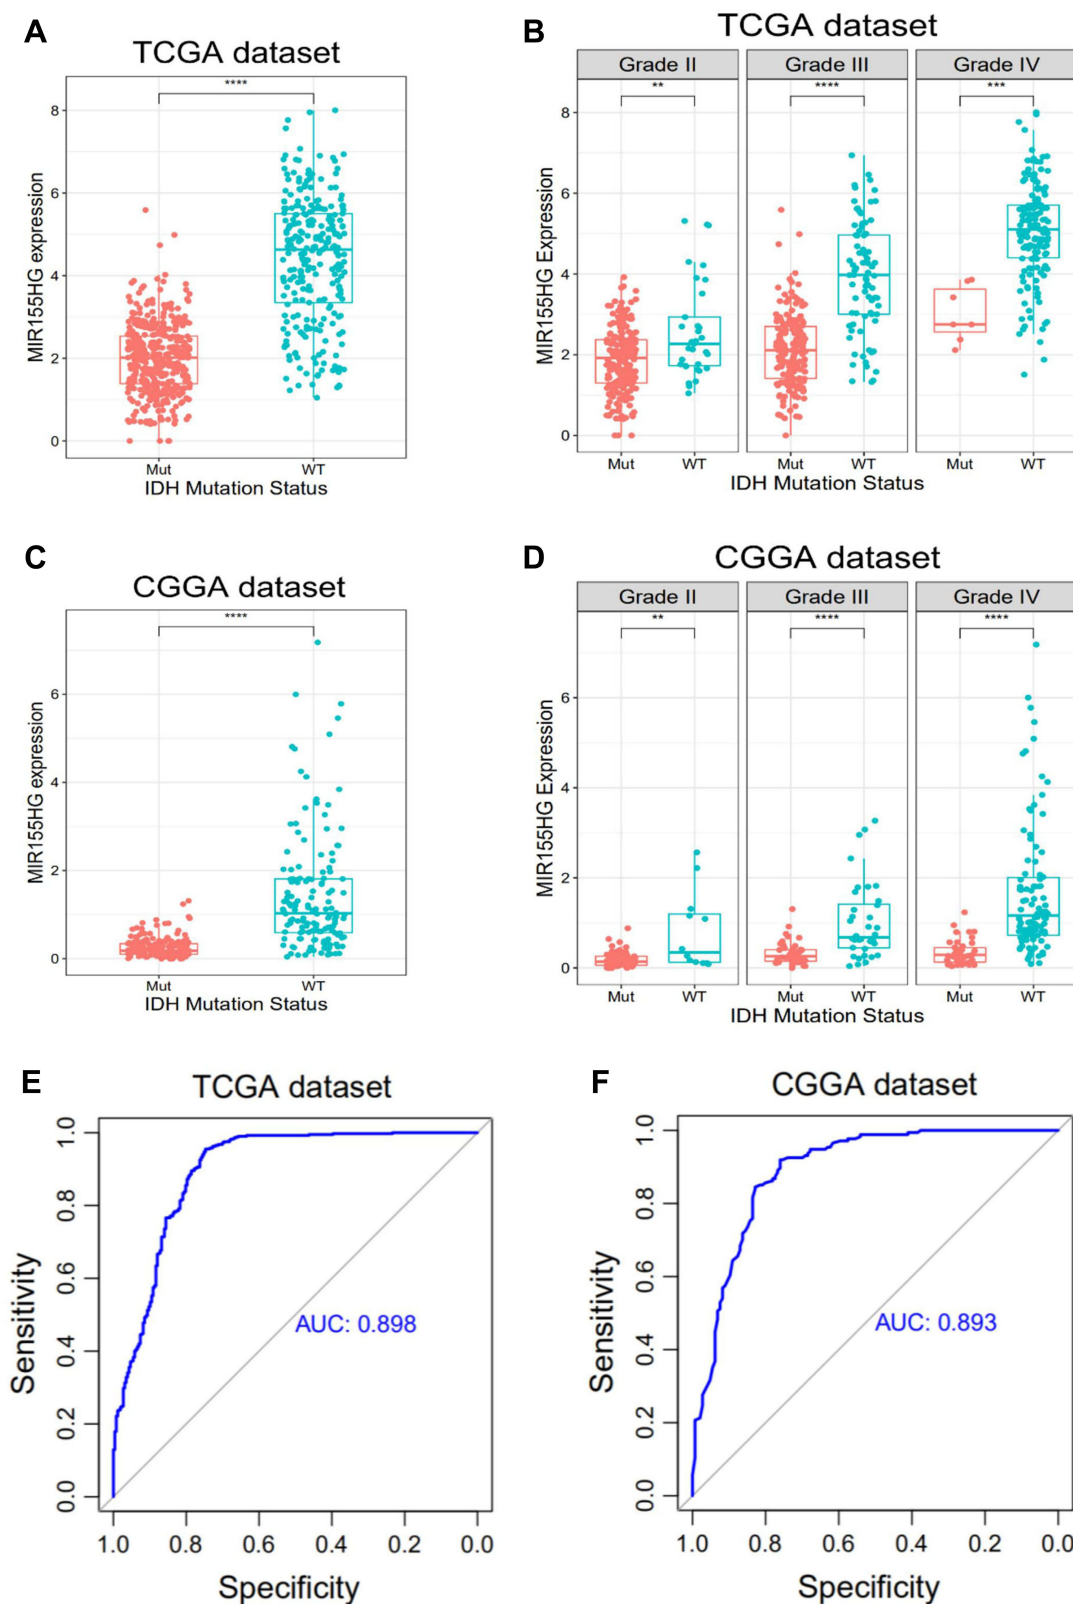 A
TCGA dataset
****
MIR155HG expression
8
6
4
2
0
Mut WT
IDH Mutation Status
B
TCGA dataset
Grade II Grade III Grade IV
** **** ***
MIR155HG Expression
8
6
4
2
0
Mut WT Mut WT Mut WT
IDH Mutation Status
C
CGGA dataset
****
MIR155HG expression
6
4
2
0
Mut WT
IDH Mutation Status
D
CGGA dataset
Grade II Grade III Grade IV
** **** ****
MIR155HG Expression
6
4
2
0
Mut WT Mut WT Mut WT
IDH Mutation Status
E
TCGA dataset
Sensitivity
1.0
0.8
0.6
0.4
0.2
0.0
AUC: 0.898
1.0 0.8 0.6 0.4 0.2 0.0
Specificity
F
CGGA dataset
Sensitivity
1.0
0.8
0.6
0.4
0.2
0.0
AUC: 0.893
1.0 0.8 0.6 0.4 0.2 0.0
Specificity